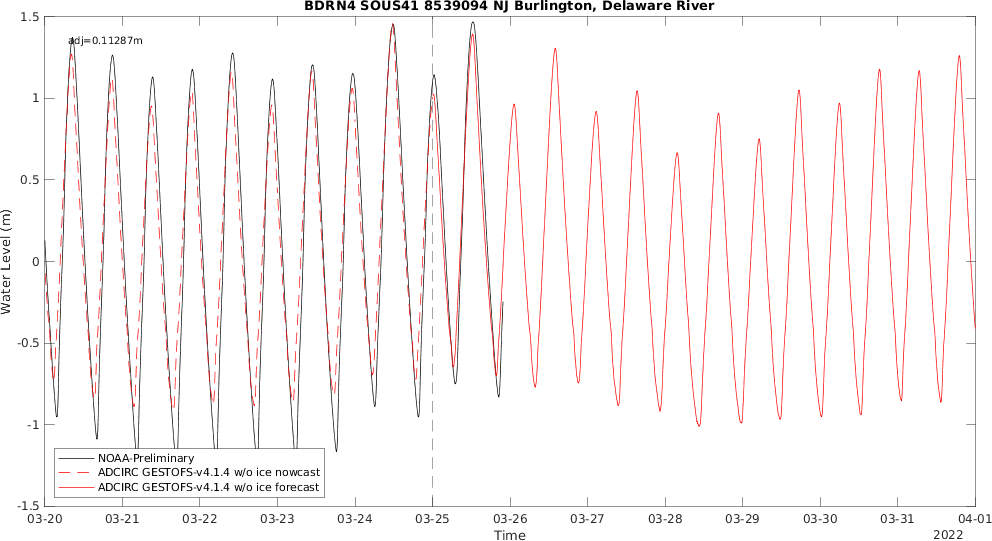 BDRN4 SOUS41 8539094 NJ Burlington, Delaware River
adj=0.11287m
1.5
1
0.5
0
-0.5
-1
-1.5
Water Level (m)
NOAA-Preliminary
ADCIRC GESTOFS-v4.1.4 w/o ice nowcast
ADCIRC GESTOFS-v4.1.4 w/o ice forecast
03-20 03-21 03-22 03-23 03-24 03-25 03-26 03-27 03-28 03-29 03-30 03-31 04-01
Time
2022